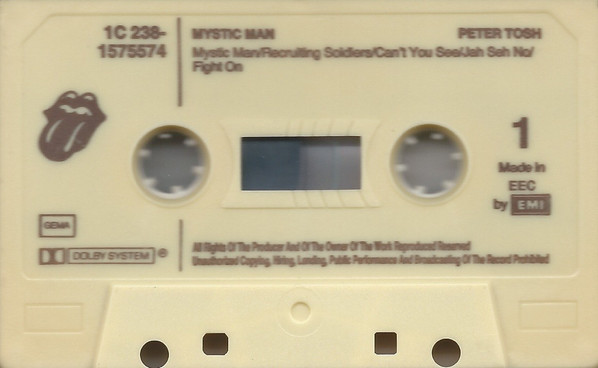 1C 238-
1575574
MYSTIC MAN
PETER TOSH
Mystic Man/Recruiting Soldiers/Can't You See/Jah Seh No/
Fight On
1
Made in
EEC
by EMI
GEMA
DOLBY SYSTEM ®
All Rights Of The Producer And Of The Owner Of The Work Reproduced Reserved
Unauthorized Copying, Hiring, Lending, Public Performance And Broadcasting Of The Record Prohibited